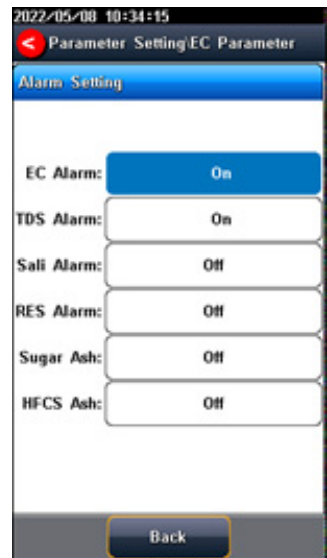 2022/05/08 10:34:15
< Parameter Setting\EC Parameter
Alarm Setting
EC Alarm: On
TDS Alarm: On
Sali Alarm: Off
RES Alarm: Off
Sugar Ash: Off
HFCS Ash: Off
Back